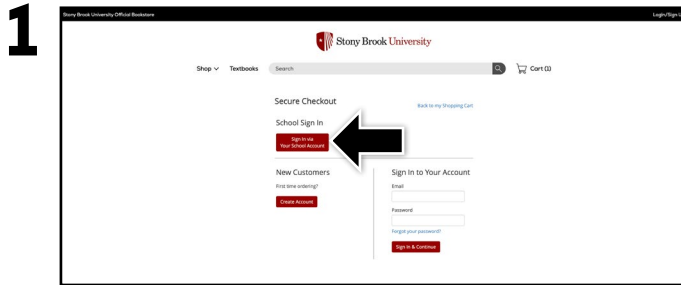 1
Stony Brook University Official Bookstore
Login/Sign U
Stony Brook University
Shop Textbooks Search Cart (1)
Secure Checkout
Back to my Shopping Cart
School Sign In
Sign in via
Your School Account
New Customers
First time ordering?
Create Account
Sign In to Your Account
Email
Password
Forgot your password?
Sign in & Continue